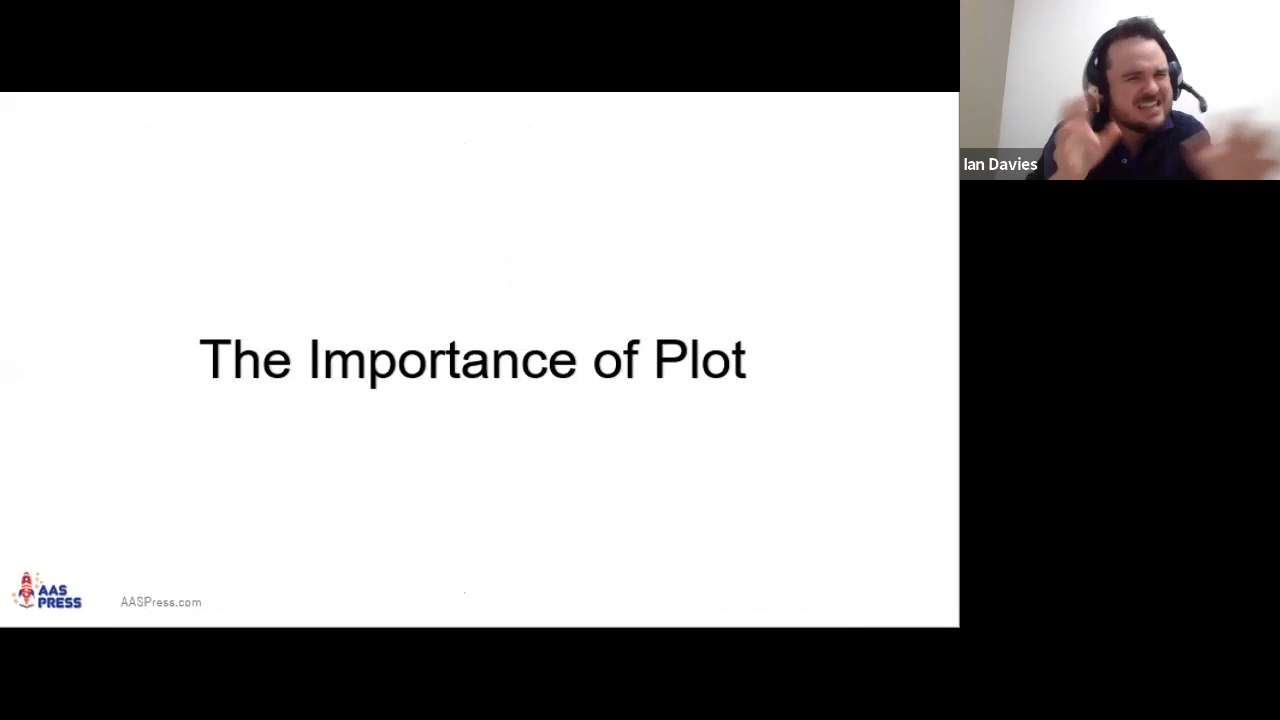 Ian Davies
The Importance of Plot
AAS
PRESS
AASPress.com